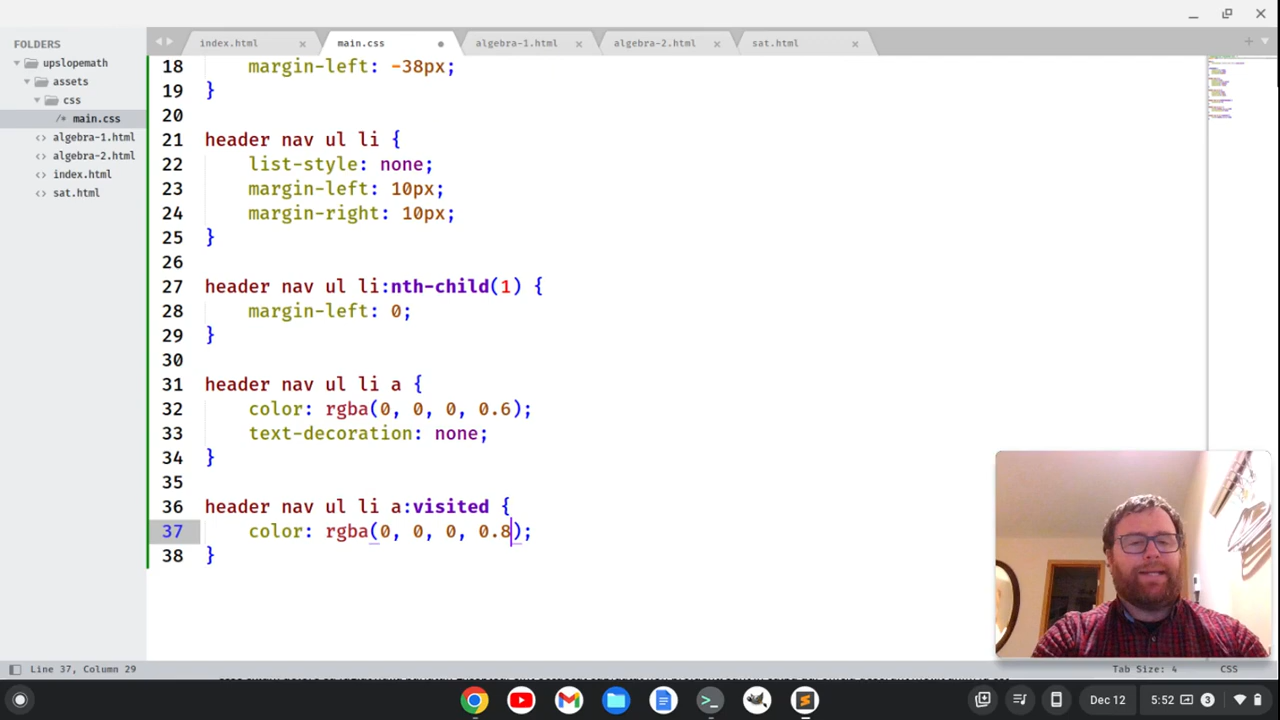 FOLDERS
upslopemath
assets
css
/* main.css
<> algebra-1.html
<> algebra-2.html
<> index.html
<> sat.html
index.html ×
main.css
algebra-1.html ×
algebra-2.html ×
sat.html ×
18 margin-left: -38px;
19 }
20
21 header nav ul li {
22 list-style: none;
23 margin-left: 10px;
24 margin-right: 10px;
25 }
26
27 header nav ul li:nth-child(1) {
28 margin-left: 0;
29 }
30
31 header nav ul li a {
32 color: rgba(0, 0, 0, 0.6);
33 text-decoration: none;
34 }
35
36 header nav ul li a:visited {
37 color: rgba(0, 0, 0, 0.8);
38 }
Line 37, Column 29
Tab Size: 4
CSS
Dec 12
5:52
3